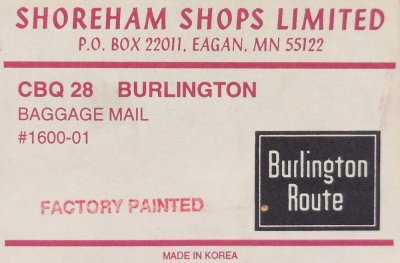 SHOREHAM SHOPS LIMITED
P.O. BOX 22011, EAGAN, MN 55122
CBQ 28 BURLINGTON
BAGGAGE MAIL
#1600-01
Burlington
Route
FACTORY PAINTED
MADE IN KOREA